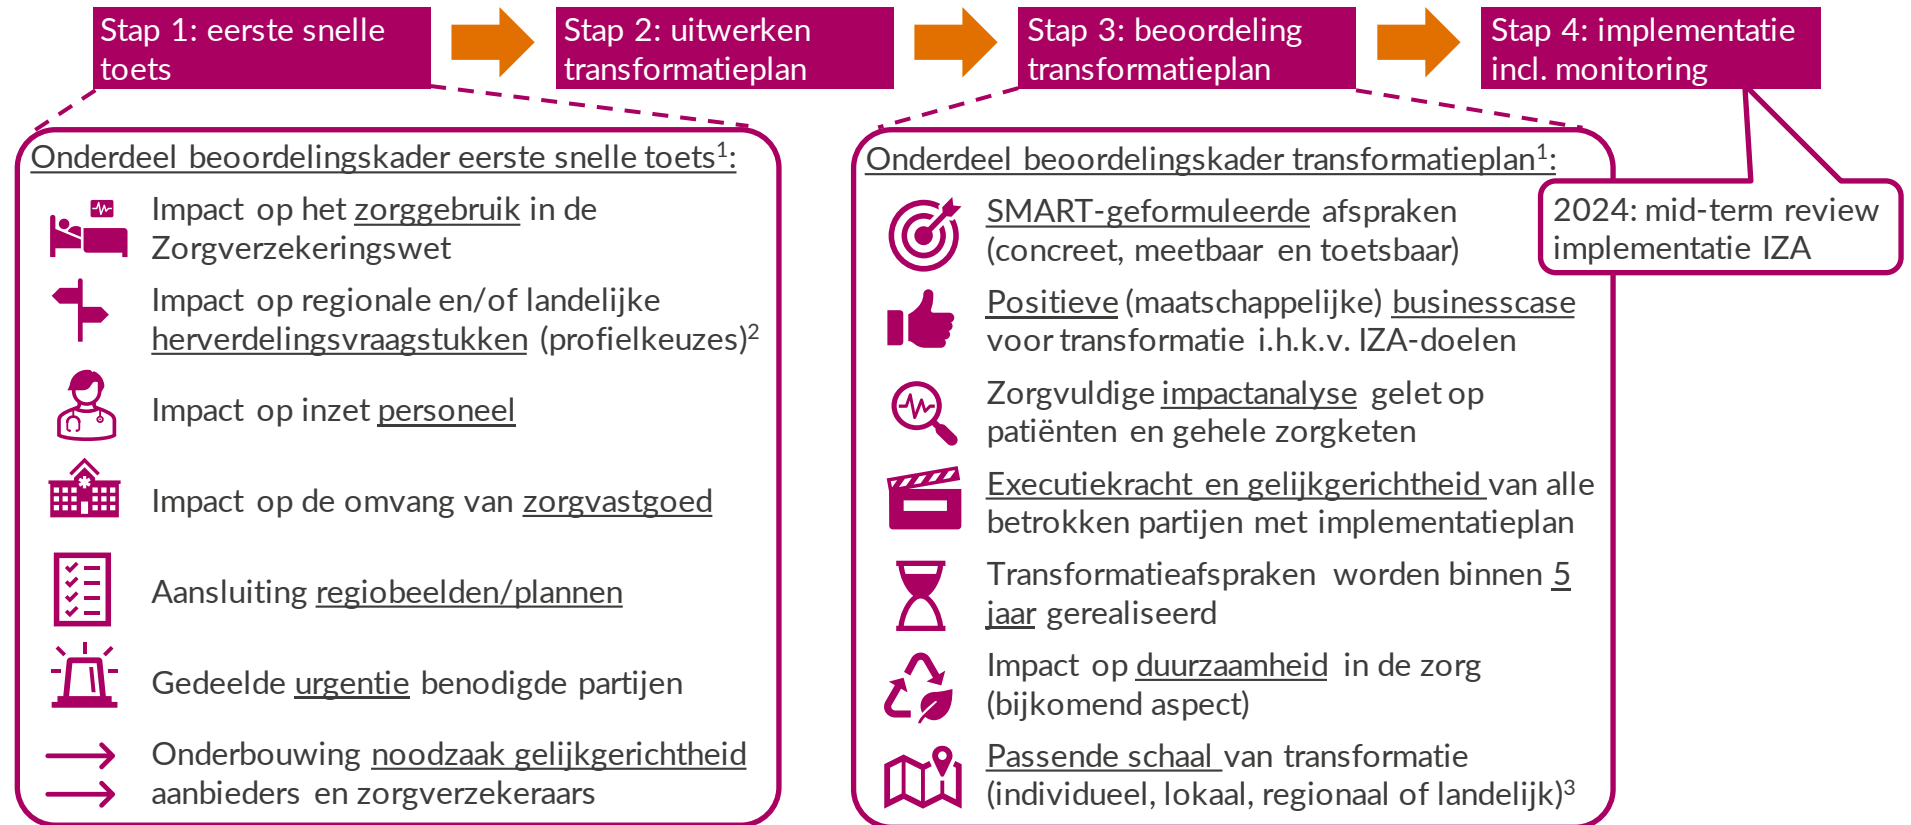 Stap 1: eerste snelle
toets
Stap 2: uitwerken
transformatieplan
Stap 3: beoordeling
transformatieplan
Stap 4: implementatie
incl. monitoring
Onderdeel beoordelingskader eerste snelle toets¹:
Impact op het zorggebruik in de
Zorgverzekeringswet
Impact op regionale en/of landelijke
herverdelingsvraagstukken (profielkeuzes)²
Impact op inzet personeel
Impact op de omvang van zorgvastgoed
Aansluiting regiobeelden/plannen
Gedeelde urgentie benodigde partijen
Onderbouwing noodzaak gelijkgerichtheid
aanbieders en zorgverzekeraars
Onderdeel beoordelingskader transformatieplan¹:
SMART-geformuleerde afspraken
(concreet, meetbaar en toetsbaar)
Positieve (maatschappelijke) businesscase
voor transformatie i.h.k.v. IZA-doelen
Zorgvuldige impactanalyse gelet op
patiënten en gehele zorgketen
Executiekracht en gelijkgerichtheid van alle
betrokken partijen met implementatieplan
Transformatieafspraken worden binnen 5
jaar gerealiseerd
Impact op duurzaamheid in de zorg
(bijkomend aspect)
Passende schaal van transformatie
(individueel, lokaal, regionaal of landelijk)³
2024: mid-term review
implementatie IZA